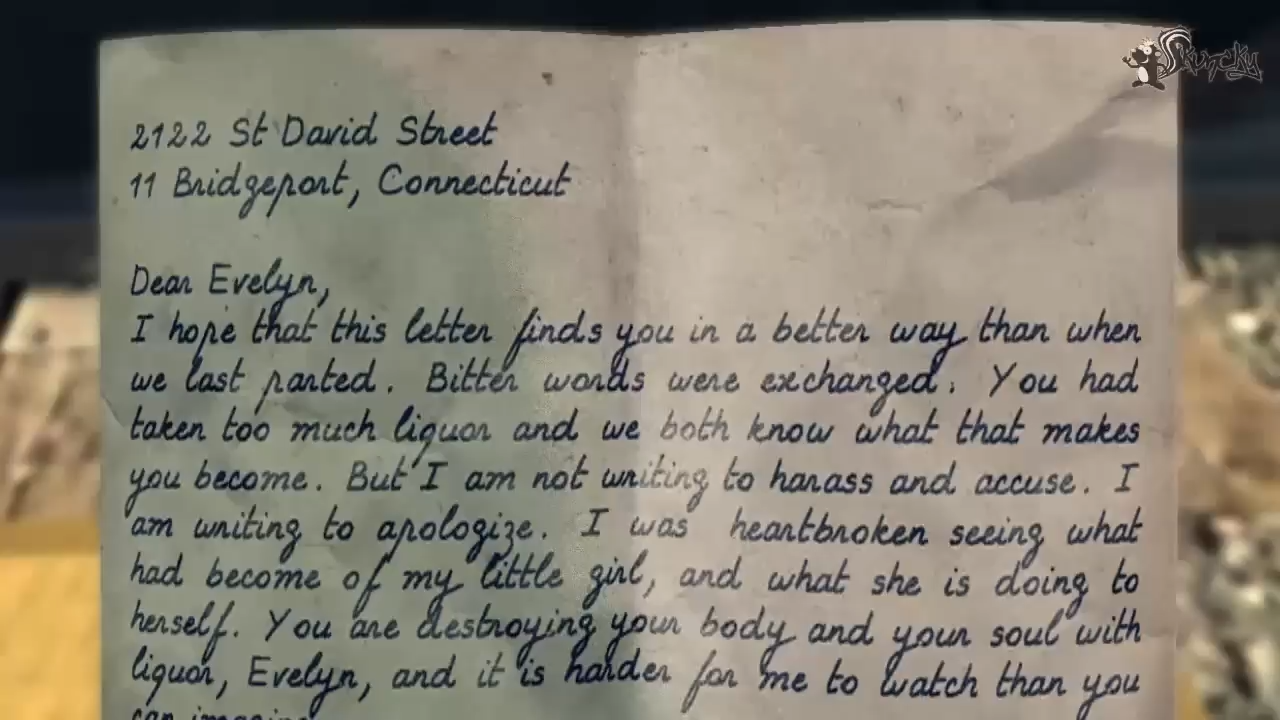 Skuncky
2122 St David Street
11 Bridgeport, Connecticut
Dear Evelyn,
I hope that this letter finds you in a better way than when
we last parted. Bitter words were exchanged. You had
taken too much liquor and we both know what that makes
you become. But I am not writing to harass and accuse. I
am writing to apologize. I was heartbroken seeing what
had become of my little girl, and what she is doing to
herself. You are destroying your body and your soul with
liquor, Evelyn, and it is harder for me to watch than you
can imagine